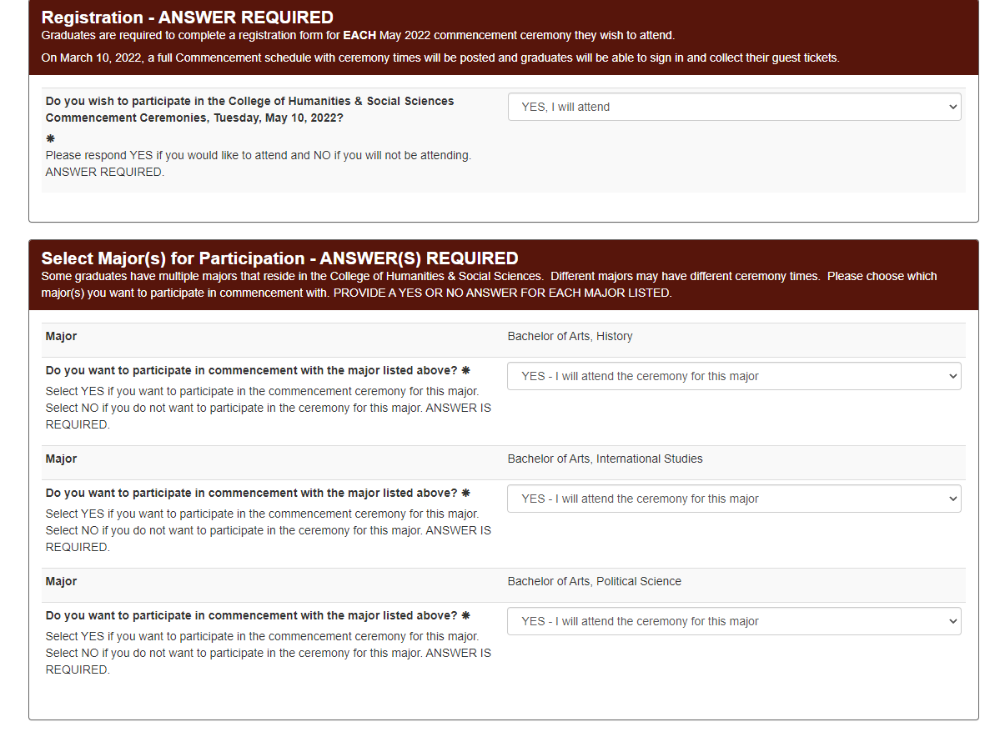 Registration - ANSWER REQUIRED
Graduates are required to complete a registration form for EACH May 2022 commencement ceremony they wish to attend.
On March 10, 2022, a full Commencement schedule with ceremony times will be posted and graduates will be able to sign in and collect their guest tickets.
Do you wish to participate in the College of Humanities & Social Sciences
Commencement Ceremonies, Tuesday, May 10, 2022?
YES, I will attend
✱
Please respond YES if you would like to attend and NO if you will not be attending.
ANSWER REQUIRED.
Select Major(s) for Participation - ANSWER(S) REQUIRED
Some graduates have multiple majors that reside in the College of Humanities & Social Sciences.  Different majors may have different ceremony times.  Please choose which
major(s) you want to participate in commencement with. PROVIDE A YES OR NO ANSWER FOR EACH MAJOR LISTED.
Major
Bachelor of Arts, History
Do you want to participate in commencement with the major listed above? ✱
YES - I will attend the ceremony for this major
Select YES if you want to participate in the commencement ceremony for this major.
Select NO if you do not want to participate in the ceremony for this major. ANSWER IS
REQUIRED.
Major
Bachelor of Arts, International Studies
Do you want to participate in commencement with the major listed above? ✱
YES - I will attend the ceremony for this major
Select YES if you want to participate in the commencement ceremony for this major.
Select NO if you do not want to participate in the ceremony for this major. ANSWER IS
REQUIRED.
Major
Bachelor of Arts, Political Science
Do you want to participate in commencement with the major listed above? ✱
YES - I will attend the ceremony for this major
Select YES if you want to participate in the commencement ceremony for this major.
Select NO if you do not want to participate in the ceremony for this major. ANSWER IS
REQUIRED.